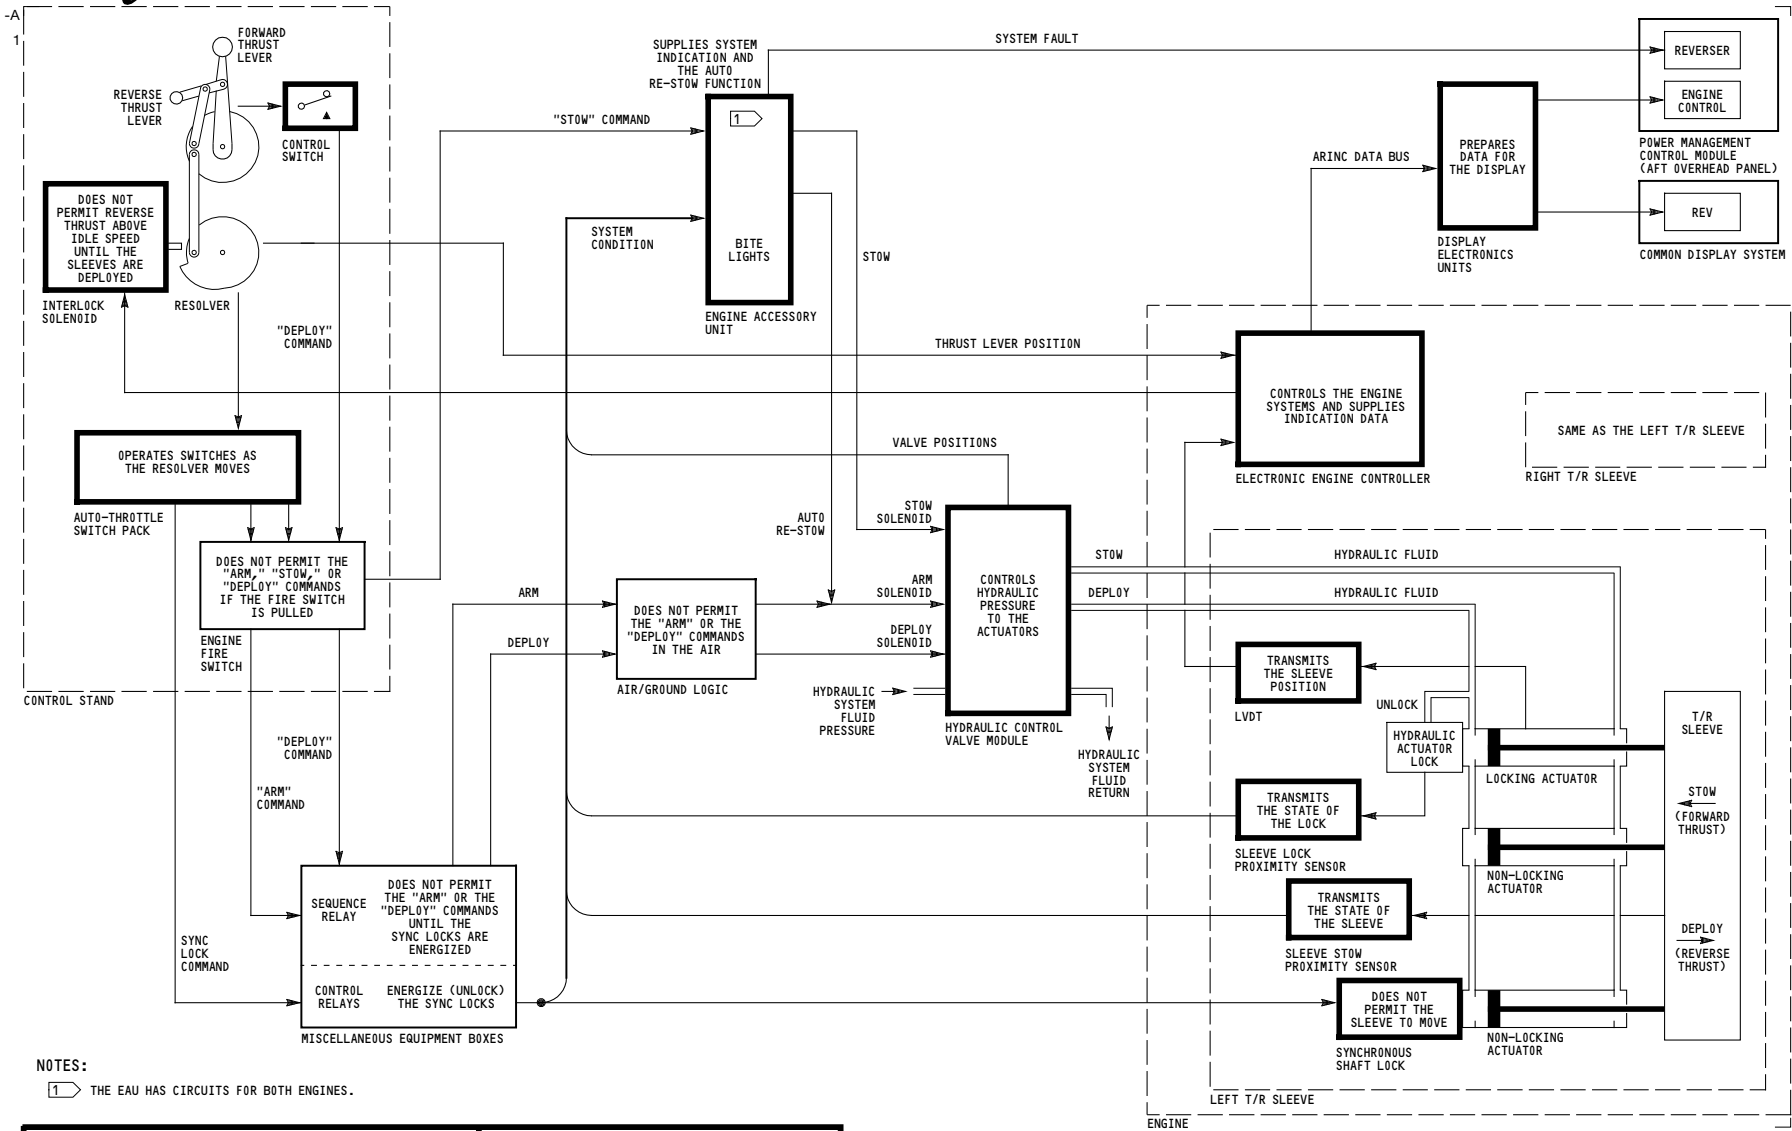 -A
1
FORWARD
THRUST
LEVER
REVERSE
THRUST
LEVER
CONTROL
SWITCH
DOES NOT
PERMIT REVERSE
THRUST ABOVE
IDLE SPEED
UNTIL THE
SLEEVES ARE
DEPLOYED
INTERLOCK
SOLENOID
RESOLVER
"DEPLOY"
COMMAND
OPERATES SWITCHES AS
THE RESOLVER MOVES
AUTO-THROTTLE
SWITCH PACK
DOES NOT PERMIT THE
"ARM," "STOW," OR
"DEPLOY" COMMANDS
IF THE FIRE SWITCH
IS PULLED
ENGINE
FIRE
SWITCH
CONTROL STAND
"DEPLOY"
COMMAND
"ARM"
COMMAND
SYNC
LOCK
COMMAND
SEQUENCE
RELAY
DOES NOT PERMIT
THE "ARM" OR THE
"DEPLOY" COMMANDS
UNTIL THE
SYNC LOCKS ARE
ENERGIZED
CONTROL
RELAYS
ENERGIZE (UNLOCK)
THE SYNC LOCKS
MISCELLANEOUS EQUIPMENT BOXES
SUPPLIES SYSTEM
INDICATION AND
THE AUTO
RE-STOW FUNCTION
"STOW" COMMAND
1
SYSTEM
CONDITION
BITE
LIGHTS
ENGINE ACCESSORY
UNIT
STOW
SYSTEM FAULT
THRUST LEVER POSITION
VALVE POSITIONS
AUTO
RE-STOW
STOW
SOLENOID
ARM
DEPLOY
DOES NOT PERMIT
THE "ARM" OR THE
"DEPLOY" COMMANDS
IN THE AIR
AIR/GROUND LOGIC
ARM
SOLENOID
DEPLOY
SOLENOID
HYDRAULIC
SYSTEM
FLUID
PRESSURE
CONTROLS
HYDRAULIC
PRESSURE
TO THE
ACTUATORS
HYDRAULIC CONTROL
VALVE MODULE
HYDRAULIC
SYSTEM
FLUID
RETURN
STOW
DEPLOY
HYDRAULIC FLUID
HYDRAULIC FLUID
ARINC DATA BUS
PREPARES
DATA FOR
THE DISPLAY
DISPLAY
ELECTRONICS
UNITS
REVERSER
ENGINE
CONTROL
POWER MANAGEMENT
CONTROL MODULE
(AFT OVERHEAD PANEL)
REV
COMMON DISPLAY SYSTEM
CONTROLS THE ENGINE
SYSTEMS AND SUPPLIES
INDICATION DATA
ELECTRONIC ENGINE CONTROLLER
SAME AS THE LEFT T/R SLEEVE
RIGHT T/R SLEEVE
TRANSMITS
THE SLEEVE
POSITION
LVDT
UNLOCK
HYDRAULIC
ACTUATOR
LOCK
LOCKING ACTUATOR
T/R
SLEEVE
STOW
(FORWARD
THRUST)
DEPLOY
(REVERSE
THRUST)
TRANSMITS
THE STATE OF
THE LOCK
SLEEVE LOCK
PROXIMITY SENSOR
NON-LOCKING
ACTUATOR
TRANSMITS
THE STATE OF
THE SLEEVE
SLEEVE STOW
PROXIMITY SENSOR
DOES NOT
PERMIT THE
SLEEVE TO MOVE
SYNCHRONOUS
SHAFT LOCK
NON-LOCKING
ACTUATOR
LEFT T/R SLEEVE
ENGINE
NOTES:
1 THE EAU HAS CIRCUITS FOR BOTH ENGINES.